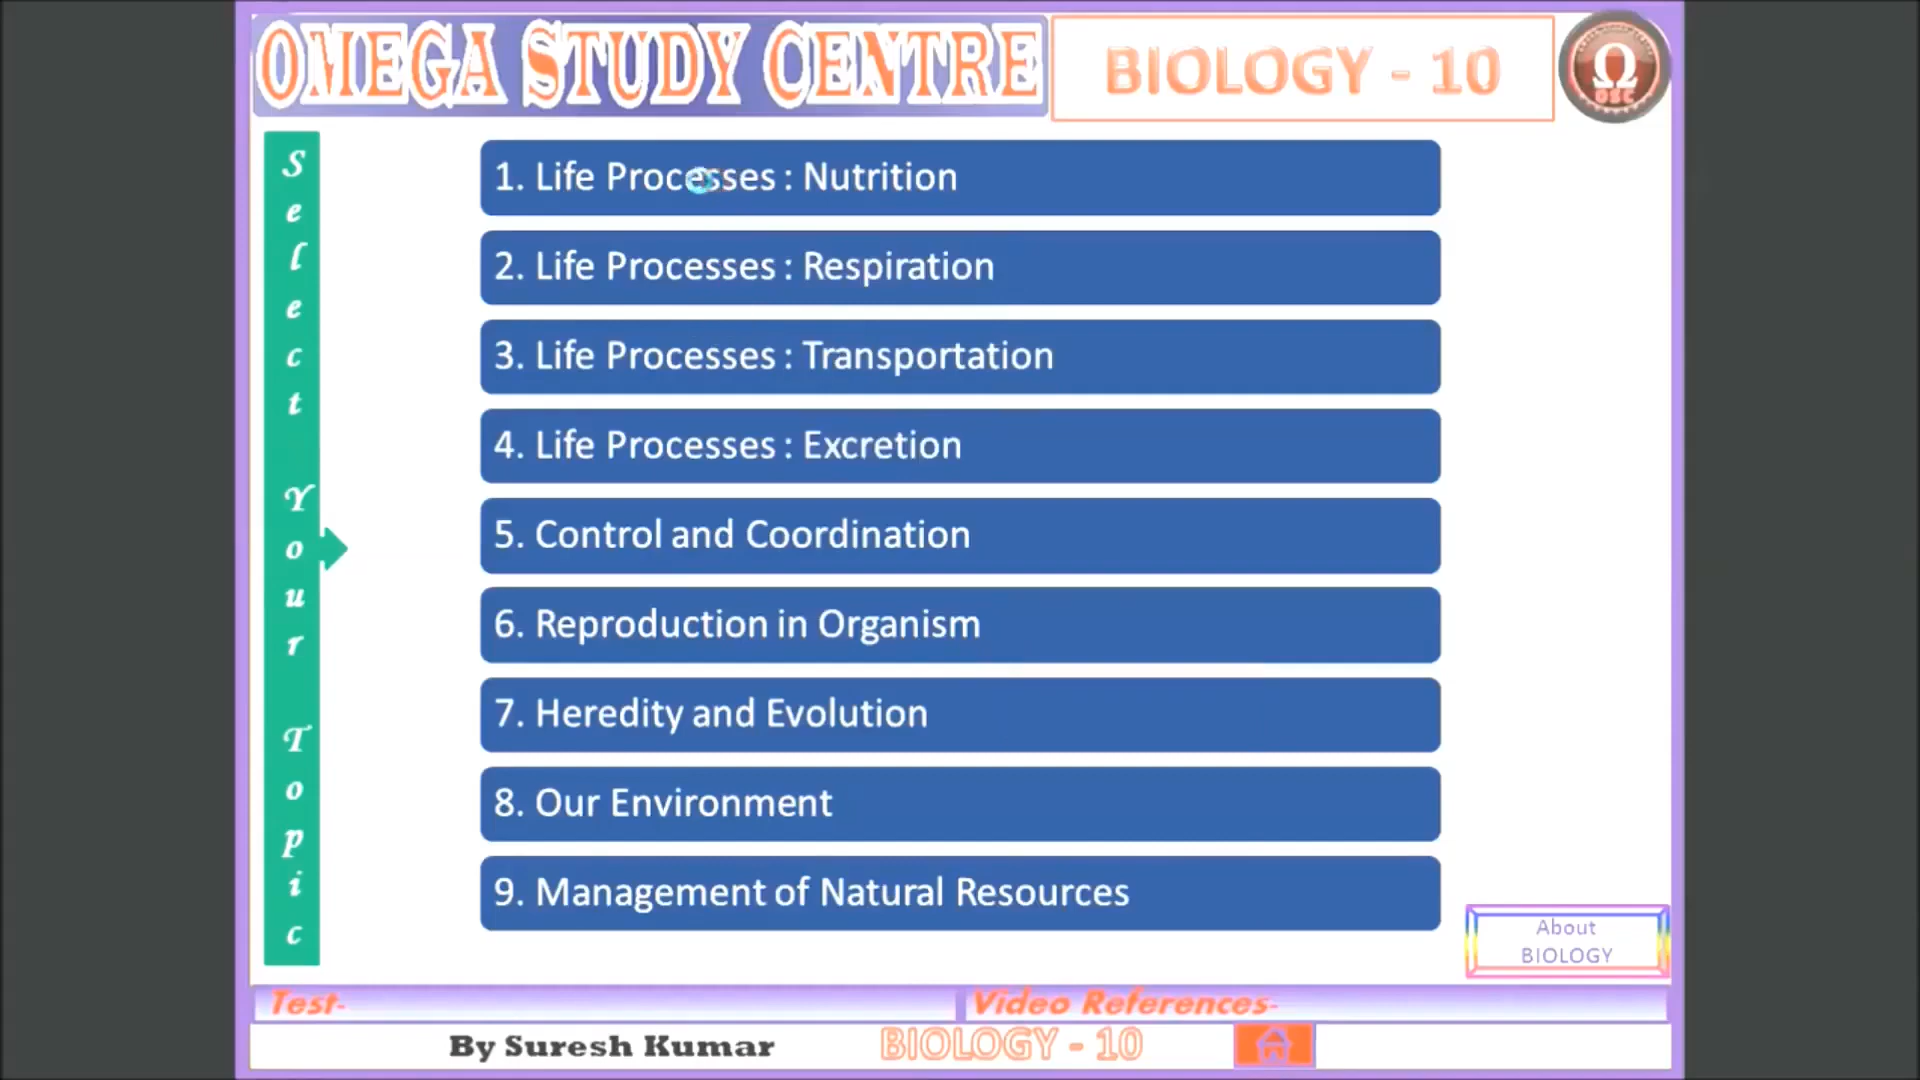 OMEGA STUDY CENTRE
BIOLOGY - 10
Ω
OSC
Select Your Topic
1. Life Processes : Nutrition
2. Life Processes : Respiration
3. Life Processes : Transportation
4. Life Processes : Excretion
5. Control and Coordination
6. Reproduction in Organism
7. Heredity and Evolution
8. Our Environment
9. Management of Natural Resources
About
BIOLOGY
Test-
Video References-
By Suresh Kumar
BIOLOGY - 10